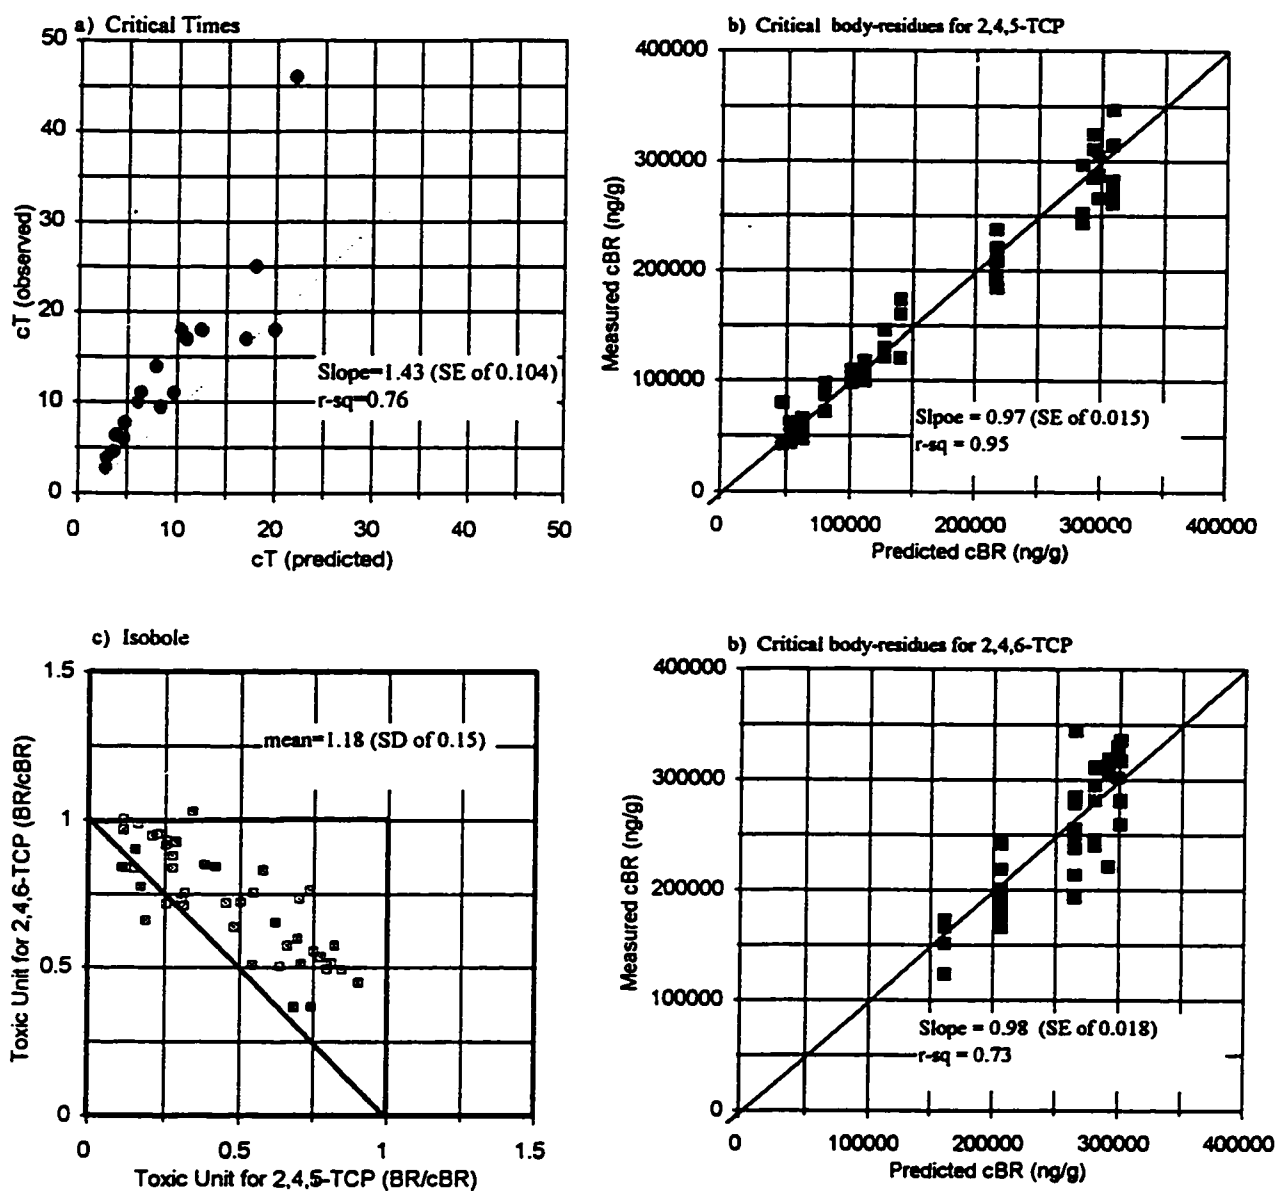 a) Critical Times
50
40
30
20
10
0
cT (observed)
Slope=1.43 (SE of 0.104)
r-sq=0.76
0 10 20 30 40 50
cT (predicted)
b) Critical body-residues for 2,4,5-TCP
400000
300000
200000
100000
0
Measured cBR (ng/g)
Slpoe = 0.97 (SE of 0.015)
r-sq = 0.95
0 100000 200000 300000 400000
Predicted cBR (ng/g)
c) Isobole
1.5
1
0.5
0
Toxic Unit for 2,4,6-TCP (BR/cBR)
mean=1.18 (SD of 0.15)
0 0.5 1 1.5
Toxic Unit for 2,4,5-TCP (BR/cBR)
b) Critical body-residues for 2,4,6-TCP
400000
300000
200000
100000
0
Measured cBR (ng/g)
Slope = 0.98 (SE of 0.018)
r-sq = 0.73
0 100000 200000 300000 400000
Predicted cBR (ng/g)